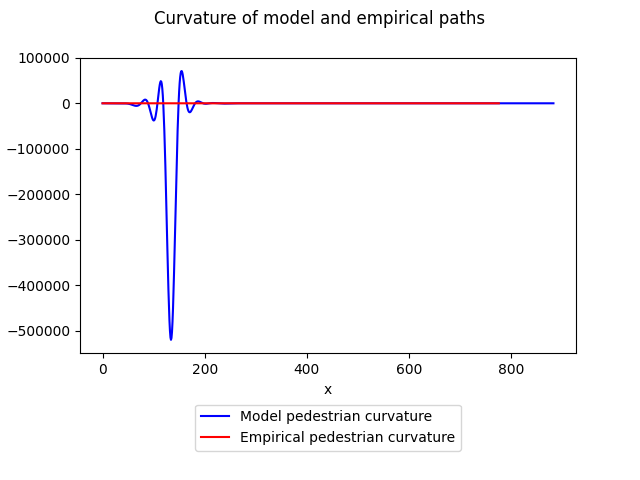 Curvature of model and empirical paths
100000
0
−100000
−200000
−300000
−400000
−500000
0 200 400 600 800
x
Model pedestrian curvature
Empirical pedestrian curvature